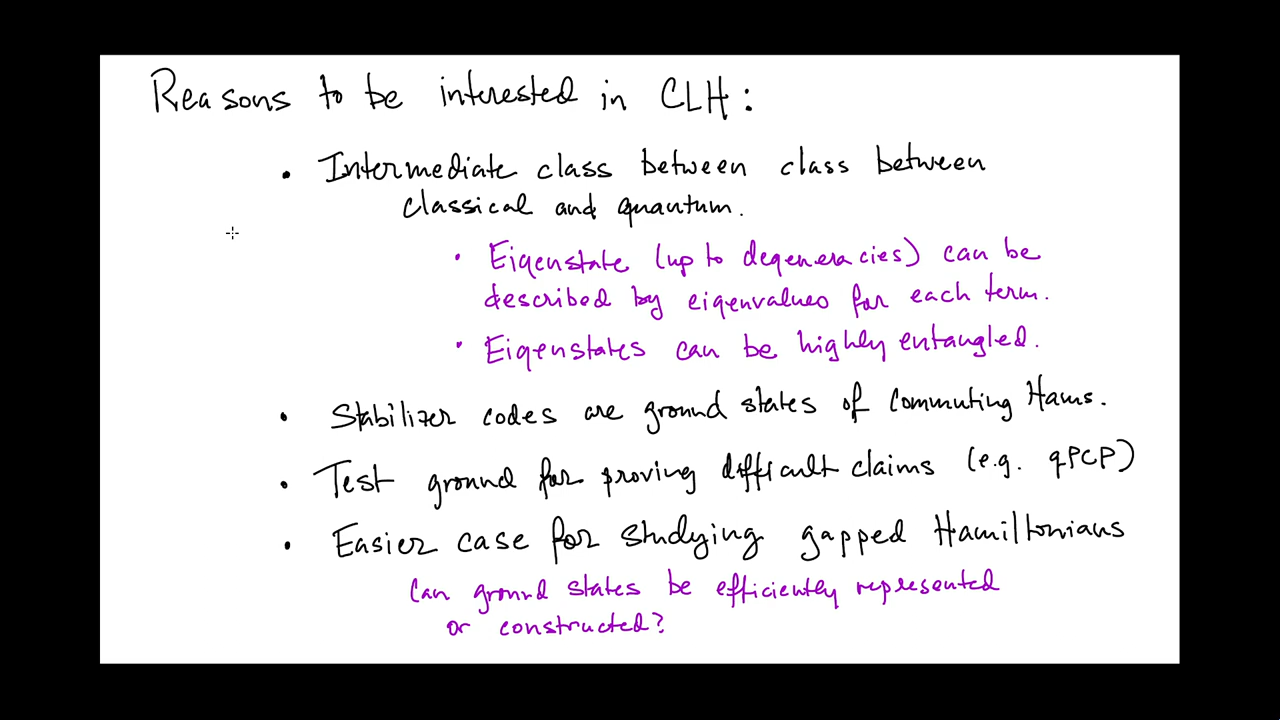 Reasons to be interested in CLH:
• Intermediate class between class between
classical and quantum.
• Eigenstate (up to degeneracies) can be
described by eigenvalues for each term.
• Eigenstates can be highly entangled.
• Stabilizer codes are ground states of Commuting Hams.
• Test ground for proving difficult claims (e.g. qPCP)
• Easier case for studying gapped Hamiltonians
Can ground states be efficiently represented
or constructed?